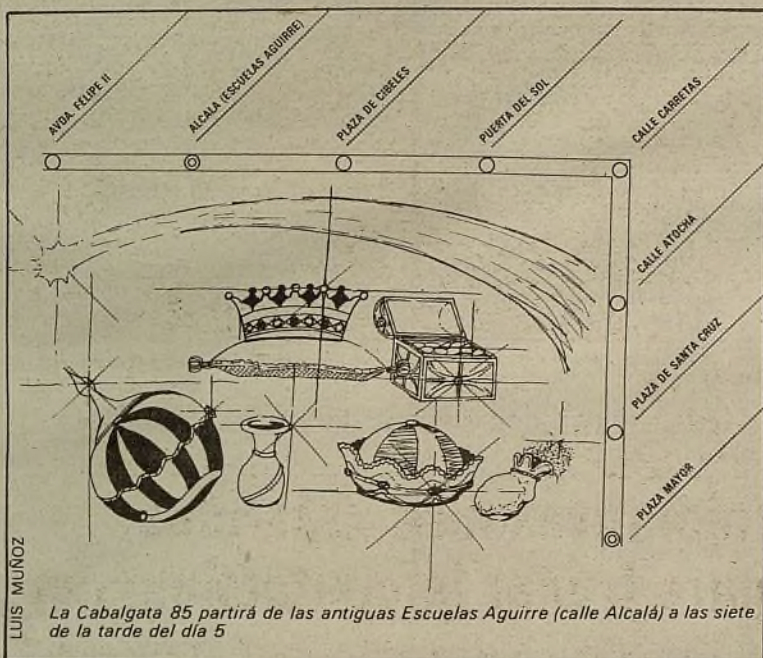 AVDA. FELIPE II
ALCALA (ESCUELAS AGUIRRE)
PLAZA DE CIBELES
PUERTA DEL SOL
CALLE CARRETAS
CALLE ATOCHA
PLAZA DE SANTA CRUZ
PLAZA MAYOR
LUIS MUÑOZ
La Cabalgata 85 partirá de las antiguas Escuelas Aguirre (calle Alcalá) a las siete
de la tarde del día 5